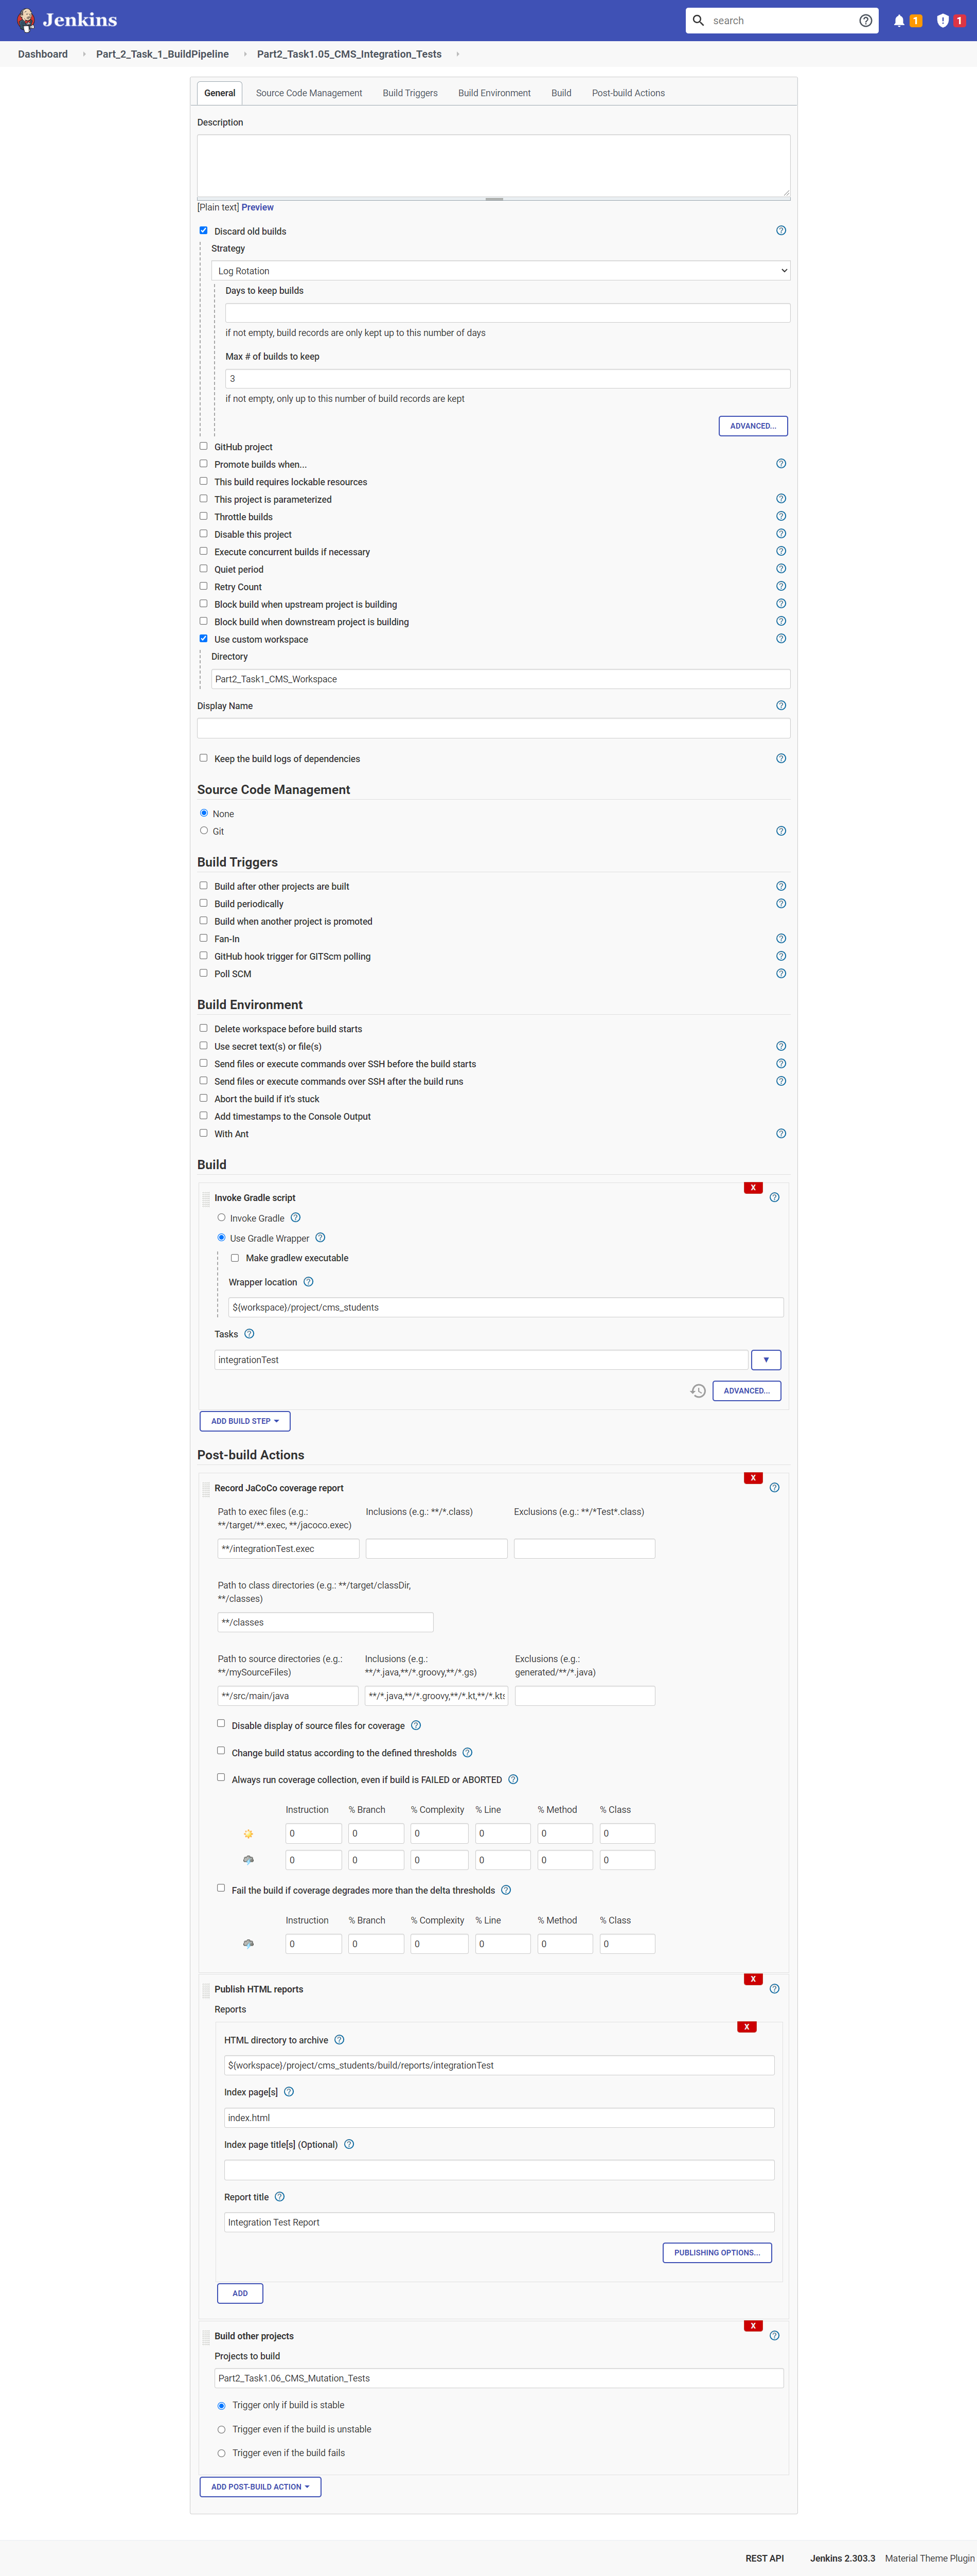 Jenkins
search
1
1
Dashboard
Part_2_Task_1_BuildPipeline
Part2_Task1.05_CMS_Integration_Tests
General
Source Code Management
Build Triggers
Build Environment
Build
Post-build Actions
Description
[Plain text] Preview
Discard old builds
Strategy
Log Rotation
Days to keep builds
if not empty, build records are only kept up to this number of days
Max # of builds to keep
3
if not empty, only up to this number of build records are kept
ADVANCED...
GitHub project
Promote builds when...
This build requires lockable resources
This project is parameterized
Throttle builds
Disable this project
Execute concurrent builds if necessary
Quiet period
Retry Count
Block build when upstream project is building
Block build when downstream project is building
Use custom workspace
Directory
Part2_Task1_CMS_Workspace
Display Name
Keep the build logs of dependencies
Source Code Management
None
Git
Build Triggers
Build after other projects are built
Build periodically
Build when another project is promoted
Fan-In
GitHub hook trigger for GITScm polling
Poll SCM
Build Environment
Delete workspace before build starts
Use secret text(s) or file(s)
Send files or execute commands over SSH before the build starts
Send files or execute commands over SSH after the build runs
Abort the build if it's stuck
Add timestamps to the Console Output
With Ant
Build
X
Invoke Gradle script
Invoke Gradle
Use Gradle Wrapper
Make gradlew executable
Wrapper location
${workspace}/project/cms_students
Tasks
integrationTest
ADVANCED...
ADD BUILD STEP
Post-build Actions
X
Record JaCoCo coverage report
Path to exec files (e.g.: **/target/**.exec, **/jacoco.exec)
Inclusions (e.g.: **/*.class)
Exclusions (e.g.: **/*Test*.class)
**/integrationTest.exec
Path to class directories (e.g.: **/target/classDir, **/classes)
**/classes
Path to source directories (e.g.: **/mySourceFiles)
Inclusions (e.g.: **/*.java,**/*.groovy,**/*.gs)
Exclusions (e.g.: generated/**/*.java)
**/src/main/java
**/*.java,**/*.groovy,**/*.kt,**/*.kts
Disable display of source files for coverage
Change build status according to the defined thresholds
Always run coverage collection, even if build is FAILED or ABORTED
Instruction % Branch % Complexity % Line % Method % Class
0 0 0 0 0 0
0 0 0 0 0 0
Fail the build if coverage degrades more than the delta thresholds
Instruction % Branch % Complexity % Line % Method % Class
0 0 0 0 0 0
X
Publish HTML reports
Reports
X
HTML directory to archive
${workspace}/project/cms_students/build/reports/integrationTest
Index page[s]
index.html
Index page title[s] (Optional)
Report title
Integration Test Report
PUBLISHING OPTIONS...
ADD
X
Build other projects
Projects to build
Part2_Task1.06_CMS_Mutation_Tests
Trigger only if build is stable
Trigger even if the build is unstable
Trigger even if the build fails
ADD POST-BUILD ACTION
REST API
Jenkins 2.303.3
Material Theme Plugin